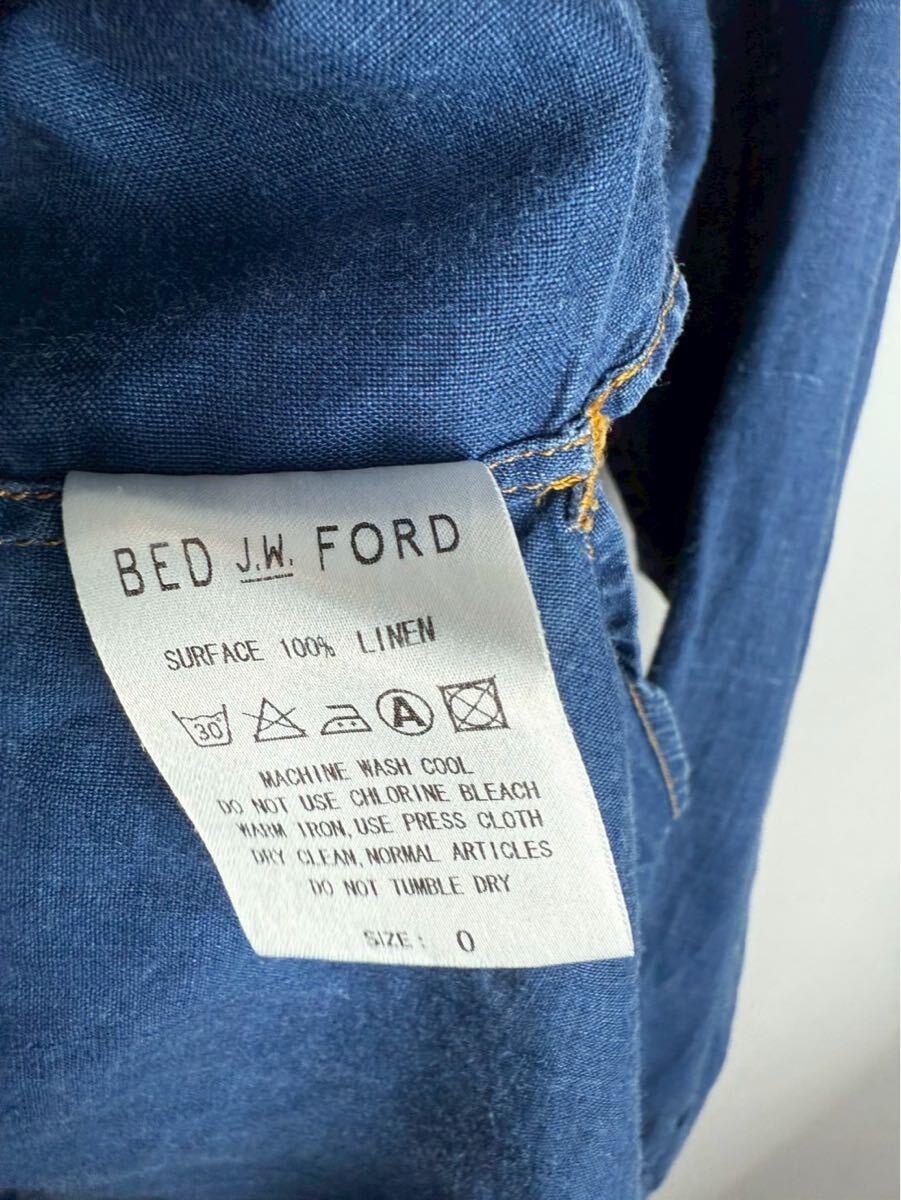 BED J.W. FORD
SURFACE 100% LINEN
30 A
MACHINE WASH COOL
DO NOT USE CHLORINE BLEACH
WARM IRON, USE PRESS CLOTH
DRY CLEAN, NORMAL ARTICLES
DO NOT TUMBLE DRY
SIZE : 0